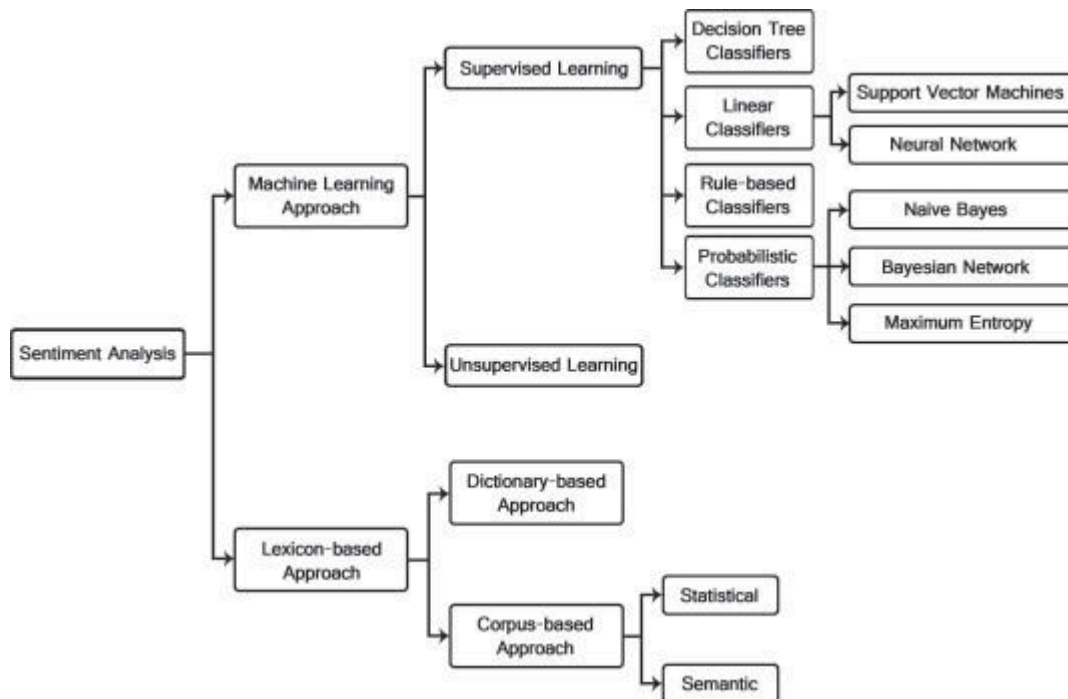 Decision Tree
Classifiers
Supervised Learning
Support Vector Machines
Linear
Classifiers
Neural Network
Machine Learning
Approach
Rule-based
Classifiers
Naive Bayes
Probabilistic
Classifiers
Bayesian Network
Maximum Entropy
Sentiment Analysis
Unsupervised Learning
Dictionary-based
Approach
Lexicon-based
Approach
Statistical
Corpus-based
Approach
Semantic